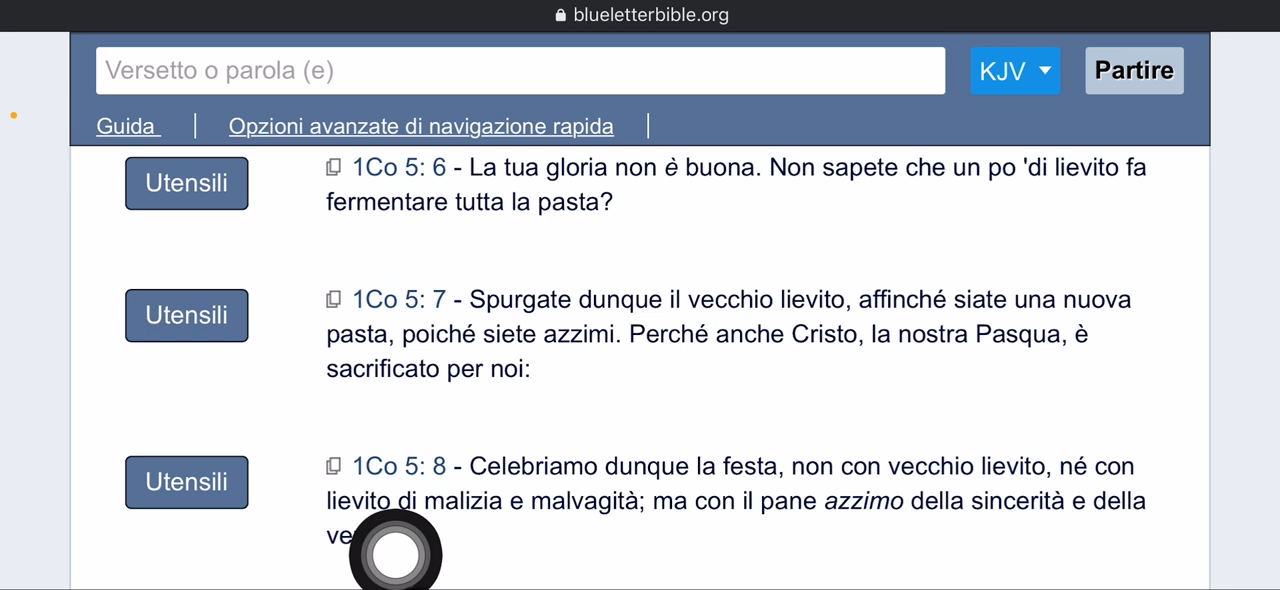 blueletterbible.org
Versetto o parola (e)
KJV
Partire
Guida
Opzioni avanzate di navigazione rapida
Utensili
1Co 5: 6 - La tua gloria non è buona. Non sapete che un po 'di lievito fa
fermentare tutta la pasta?
Utensili
1Co 5: 7 - Spurgate dunque il vecchio lievito, affinché siate una nuova
pasta, poiché siete azzimi. Perché anche Cristo, la nostra Pasqua, è
sacrificato per noi:
Utensili
1Co 5: 8 - Celebriamo dunque la festa, non con vecchio lievito, né con
lievito di malizia e malvagità; ma con il pane azzimo della sincerità e della